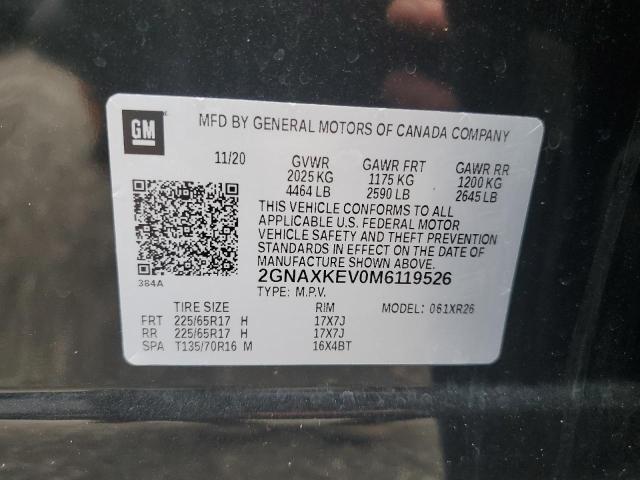 GM
MFD BY GENERAL MOTORS OF CANADA COMPANY
11/20 GVWR GAWR FRT GAWR RR
2025 KG 1175 KG 1200 KG
4464 LB 2590 LB 2645 LB
THIS VEHICLE CONFORMS TO ALL
APPLICABLE U.S. FEDERAL MOTOR
VEHICLE SAFETY AND THEFT PREVENTION
STANDARDS IN EFFECT ON THE DATE OF
MANUFACTURE SHOWN ABOVE.
2GNAXKEV0M6119526
384A TYPE: M.P.V. MODEL: 061XR26
TIRE SIZE RIM
FRT 225/65R17 H 17X7J
RR 225/65R17 H 17X7J
SPA T135/70R16 M 16X4BT